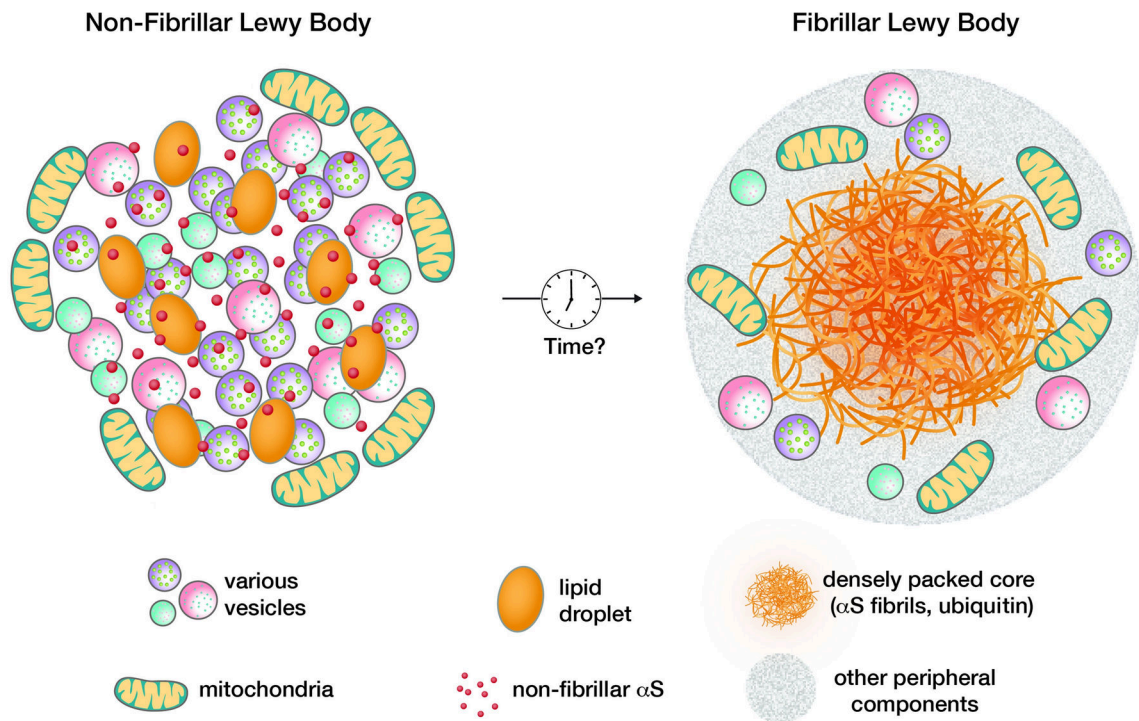 Non-Fibrillar Lewy Body
Fibrillar Lewy Body
Time?
various
vesicles
lipid
droplet
densely packed core
(αS fibrils, ubiquitin)
mitochondria
non-fibrillar αS
other peripheral
components